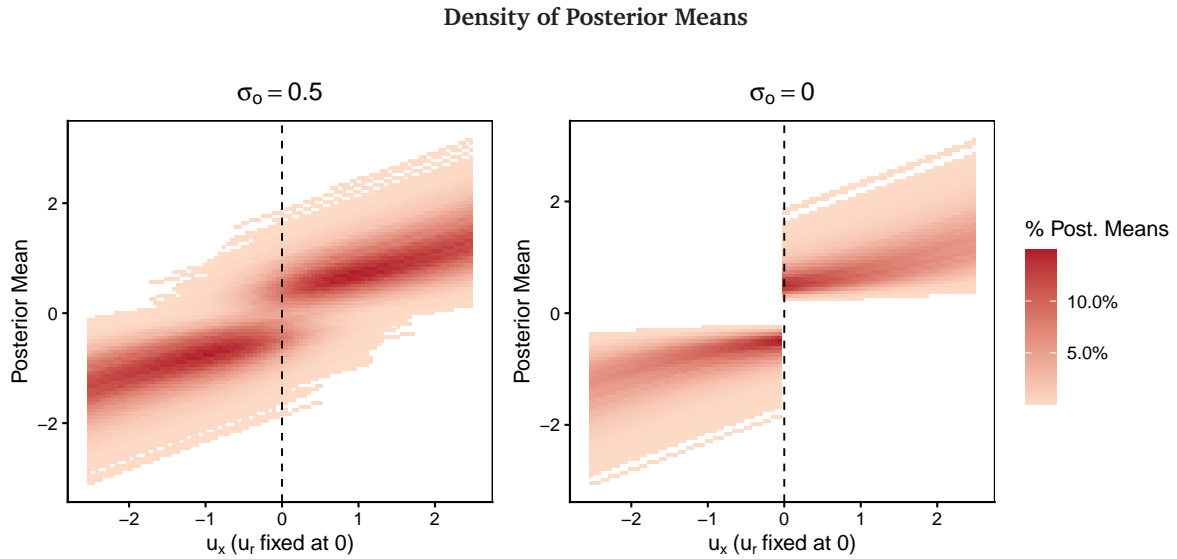 Density of Posterior Means
σo = 0.5
σo = 0
Posterior Mean
2
0
−2
−2
−1
0
1
2
ux (ur fixed at 0)
Posterior Mean
2
0
−2
−2
−1
0
1
2
ux (ur fixed at 0)
% Post. Means
10.0%
5.0%